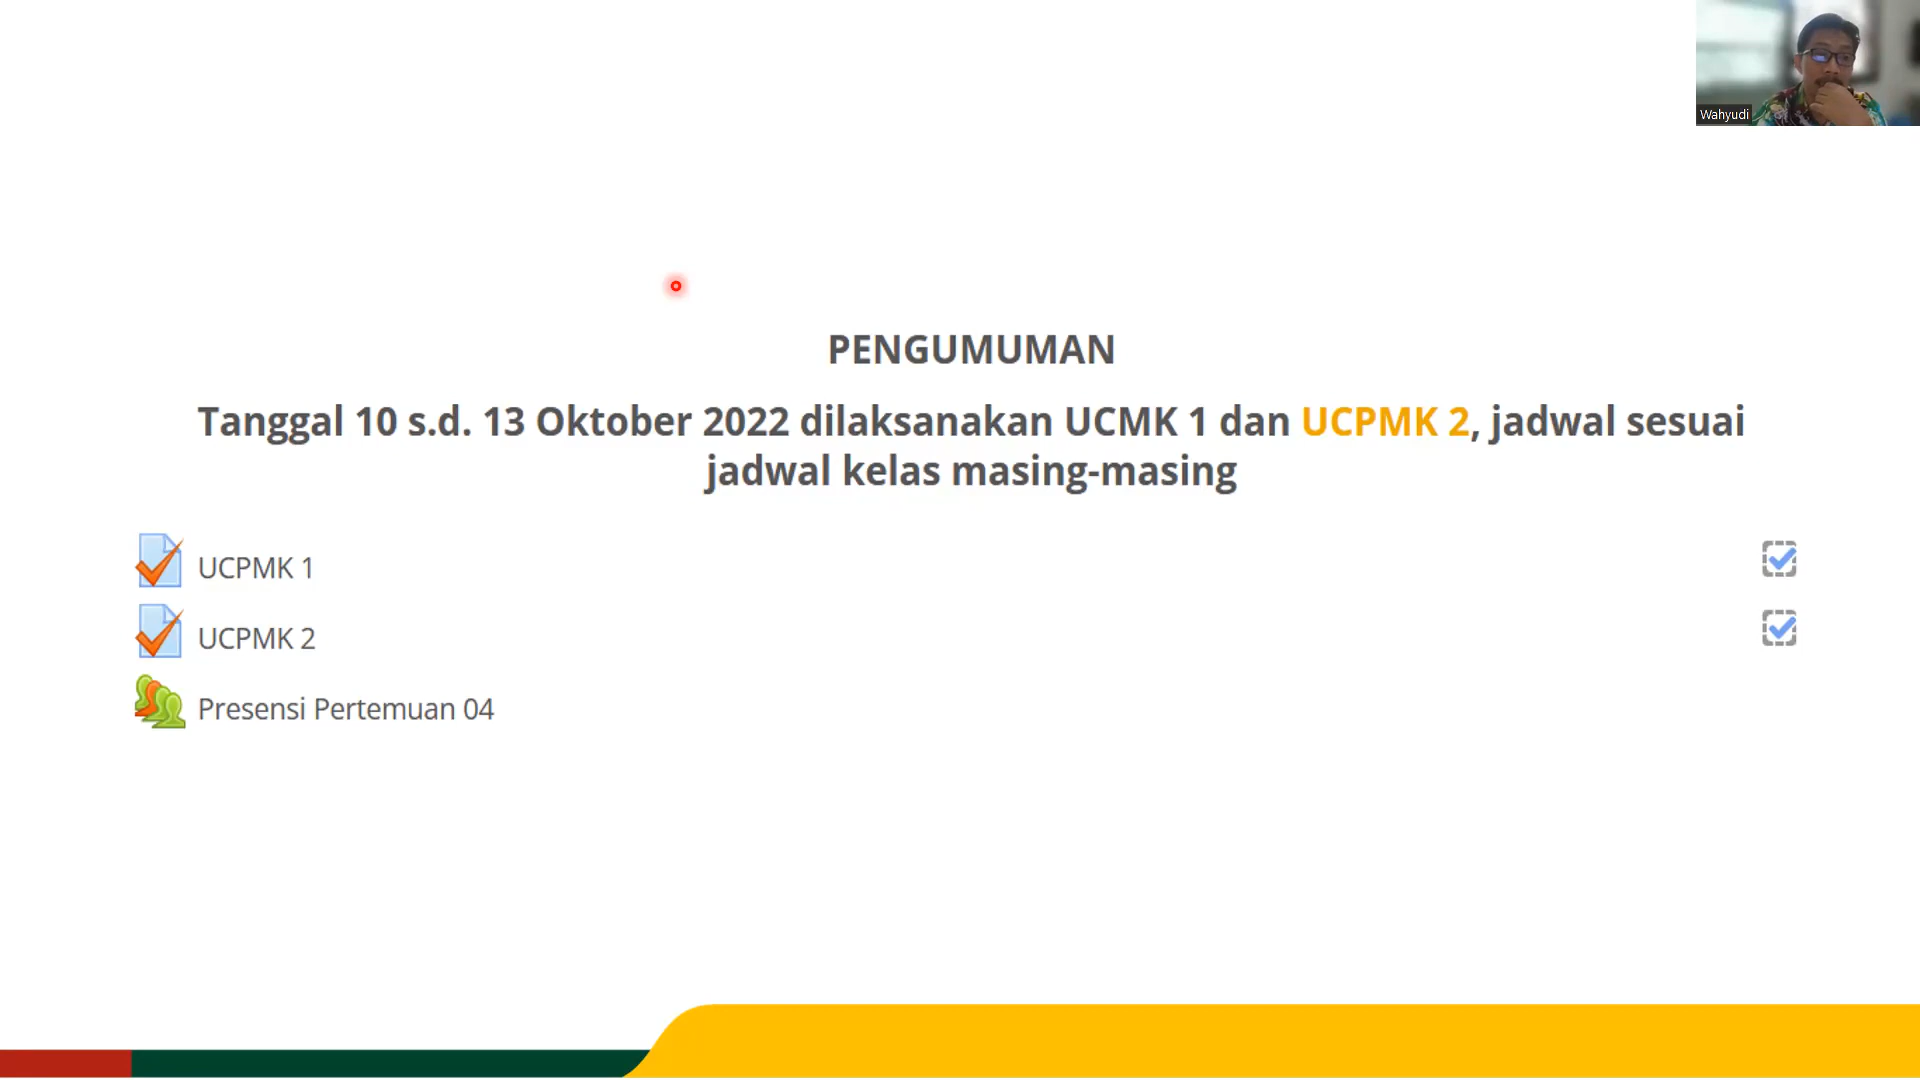 Wahyudi
PENGUMUMAN
Tanggal 10 s.d. 13 Oktober 2022 dilaksanakan UCMK 1 dan UCPMK 2, jadwal sesuai
jadwal kelas masing-masing
UCPMK 1
UCPMK 2
Presensi Pertemuan 04